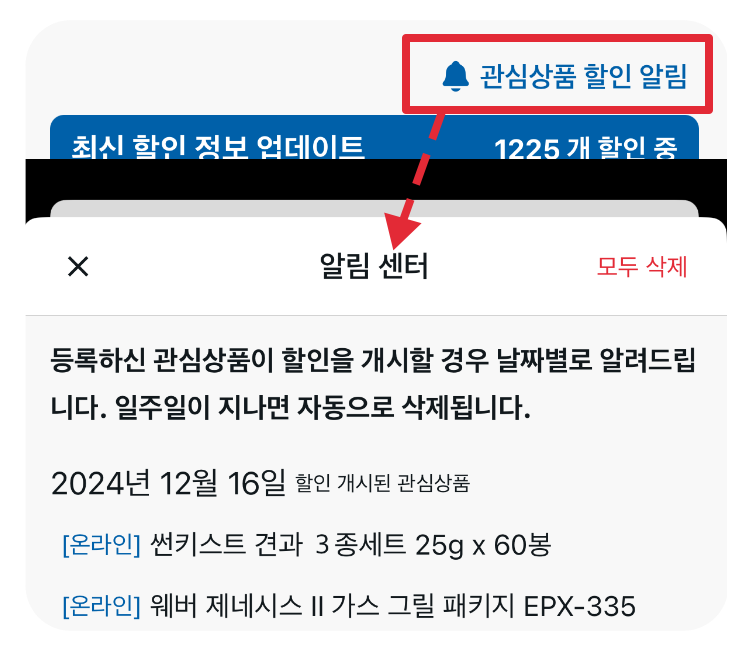 관심상품 할인 알림
최신 할인 정보 업데이트
1225 개 할인 중
알림 센터
모두 삭제
등록하신 관심상품이 할인을 개시할 경우 날짜별로 알려드립
니다. 일주일이 지나면 자동으로 삭제됩니다.
2024년 12월 16일 할인 개시된 관심상품
[온라인] 썬키스트 견과 3종세트 25g x 60봉
[온라인] 웨버 제네시스 II 가스 그릴 패키지 EPX-335